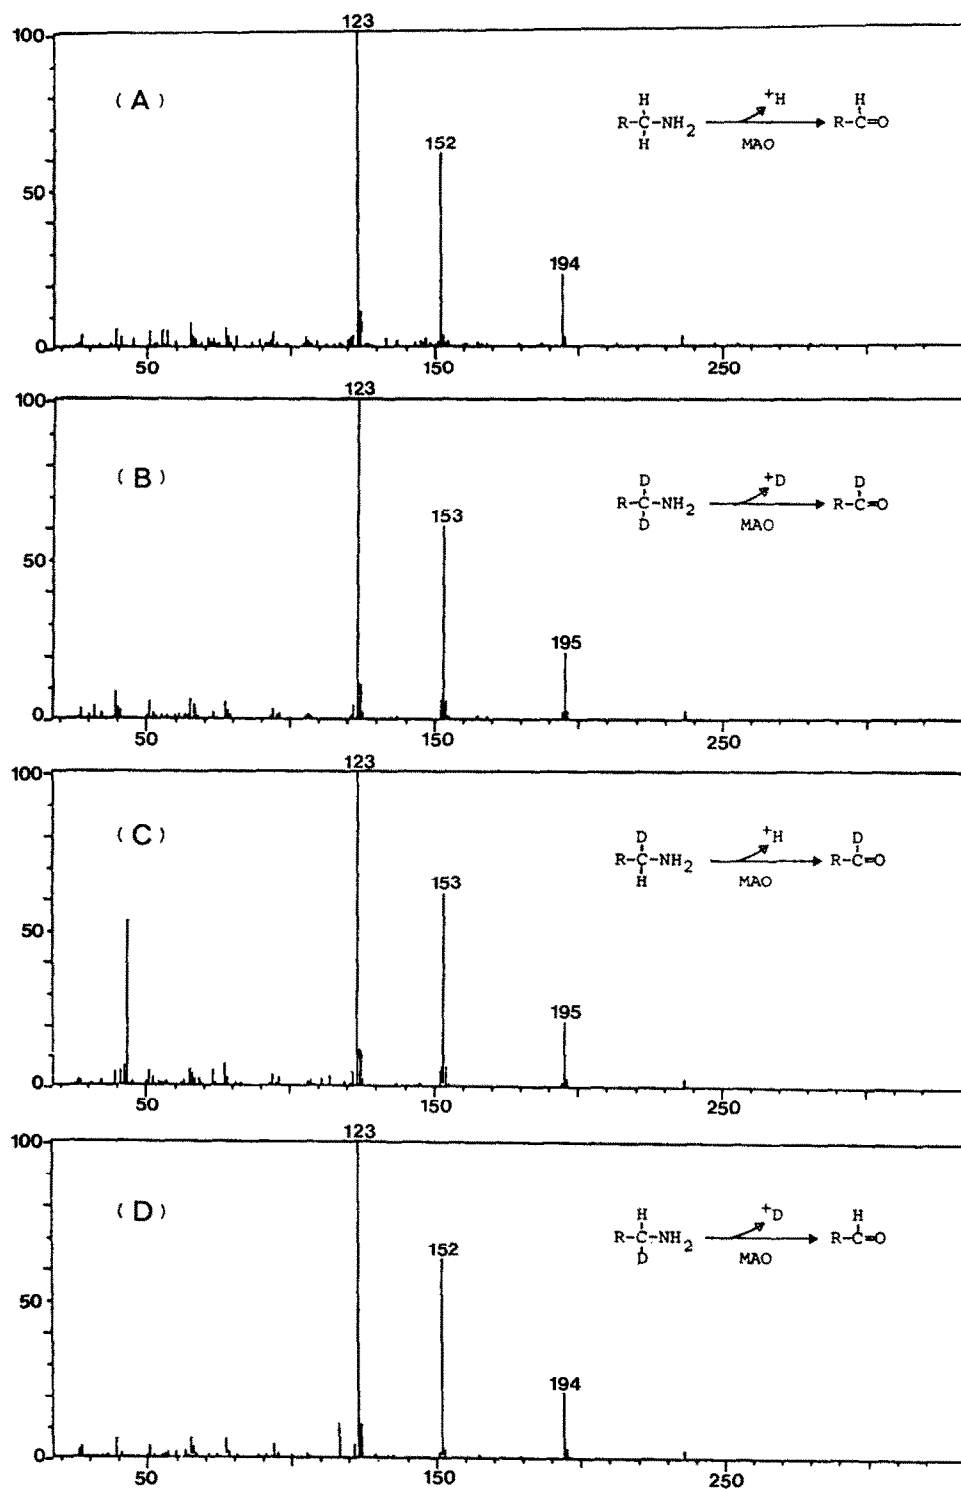 123
100
(A)
H
+H
H
R-C-NH2
R-C=O
H
MAO
152
50
194
0
50
150
250
123
100
(B)
D
+D
D
R-C-NH2
R-C=O
D
MAO
153
50
195
0
50
150
250
123
100
(C)
D
+H
D
R-C-NH2
R-C=O
H
MAO
153
50
195
0
50
150
250
123
100
(D)
H
+D
H
R-C-NH2
R-C=O
D
MAO
152
50
194
0
50
150
250